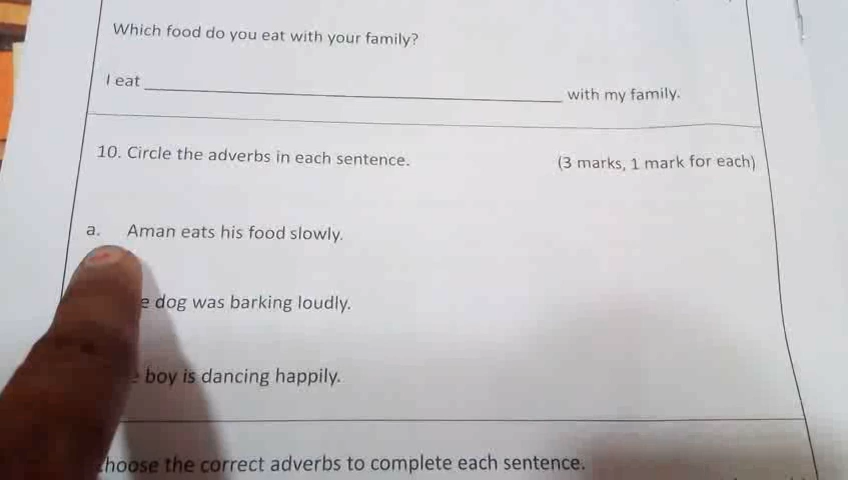 Which food do you eat with your family?
I eat with my family.
10. Circle the adverbs in each sentence. (3 marks, 1 mark for each)
a. Aman eats his food slowly.
dog was barking loudly.
boy is dancing happily.
hoose the correct adverbs to complete each sentence.